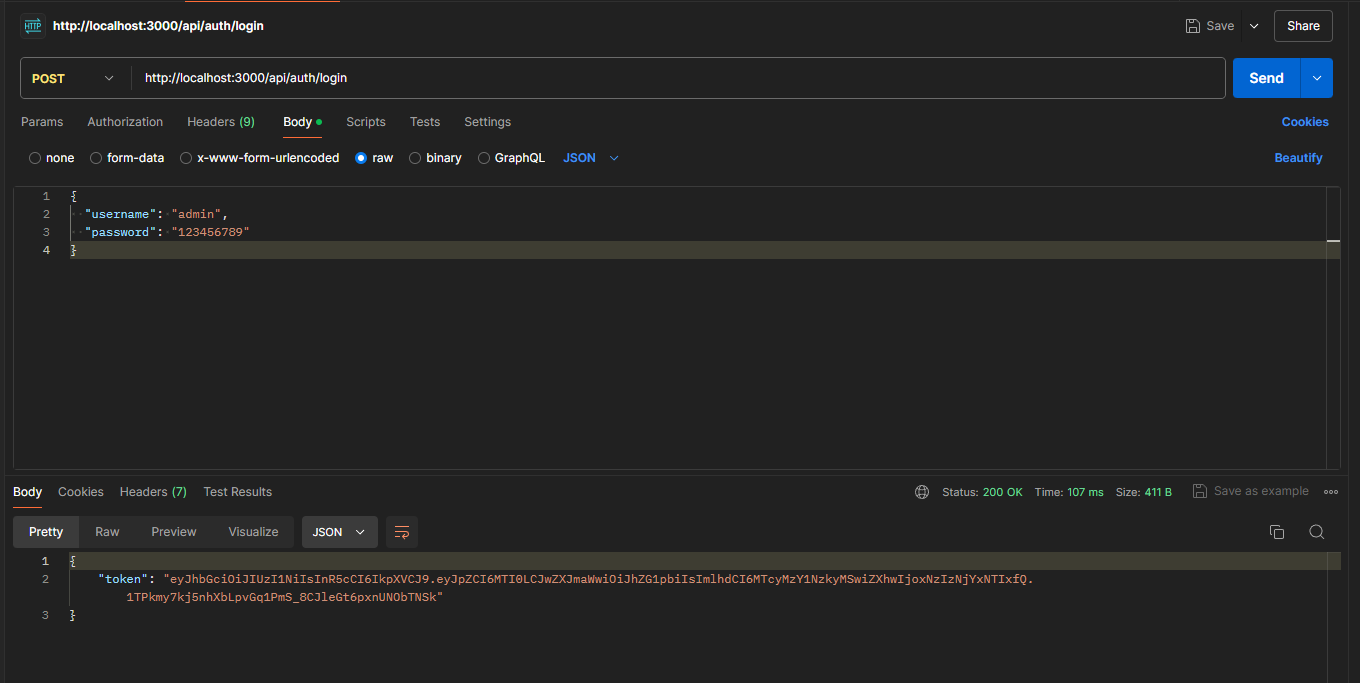 HTTP http://localhost:3000/api/auth/login Save Share
POST http://localhost:3000/api/auth/login Send
Params Authorization Headers (9) Body Scripts Tests Settings Cookies
none form-data x-www-form-urlencoded raw binary GraphQL JSON Beautify
1 {
2 "username": "admin",
3 "password": "123456789"
4 }
Body Cookies Headers (7) Test Results Status: 200 OK Time: 107 ms Size: 411 B Save as example
Pretty Raw Preview Visualize JSON
1 {
2 "token": "eyJhbGciOiJIUzI1NiIsInR5cCI6IkpXVCJ9.eyJpZCI6MTI0LCJwZXJmaWwiOiJhZG1pbiIsImlhdCI6MTcyMzY1NzkyMSwiZXhwIjoxNzIzNjYxNTIxfQ.
1TPkmy7kj5nhXbLpvGq1PmS_8CJleGt6pxnUNObTNSk"
3 }